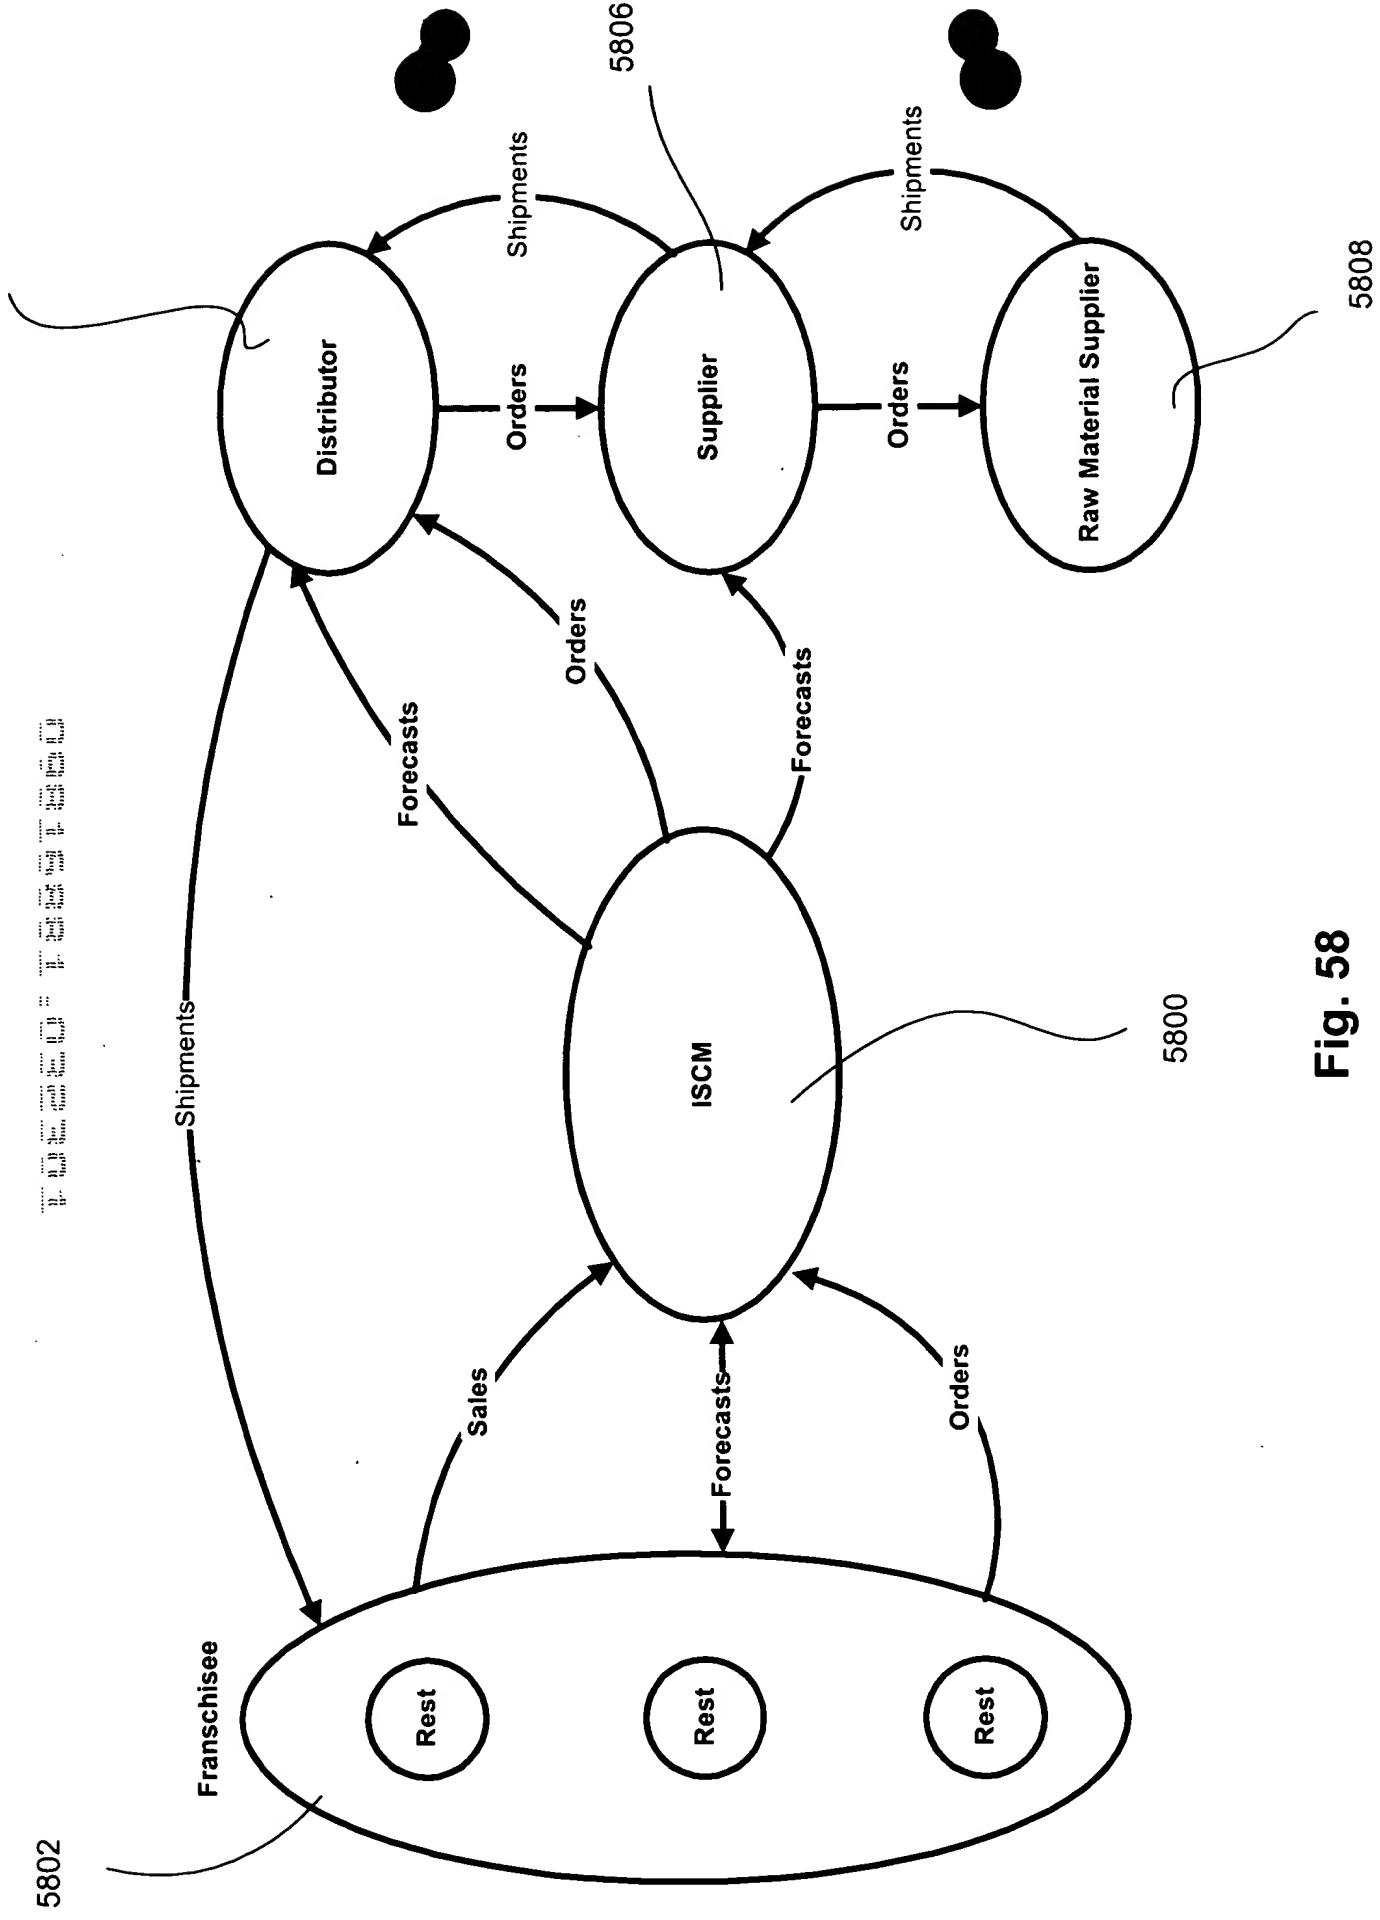 5802
Shipments
Franschisee
Distributor
Forecasts
Rest
Sales
Orders
Shipments
Orders
5806
Rest
ISCM
Supplier
Forecasts
Forecasts
Orders
Shipments
Orders
Rest
Raw Material Supplier
5800
5808
Fig. 58